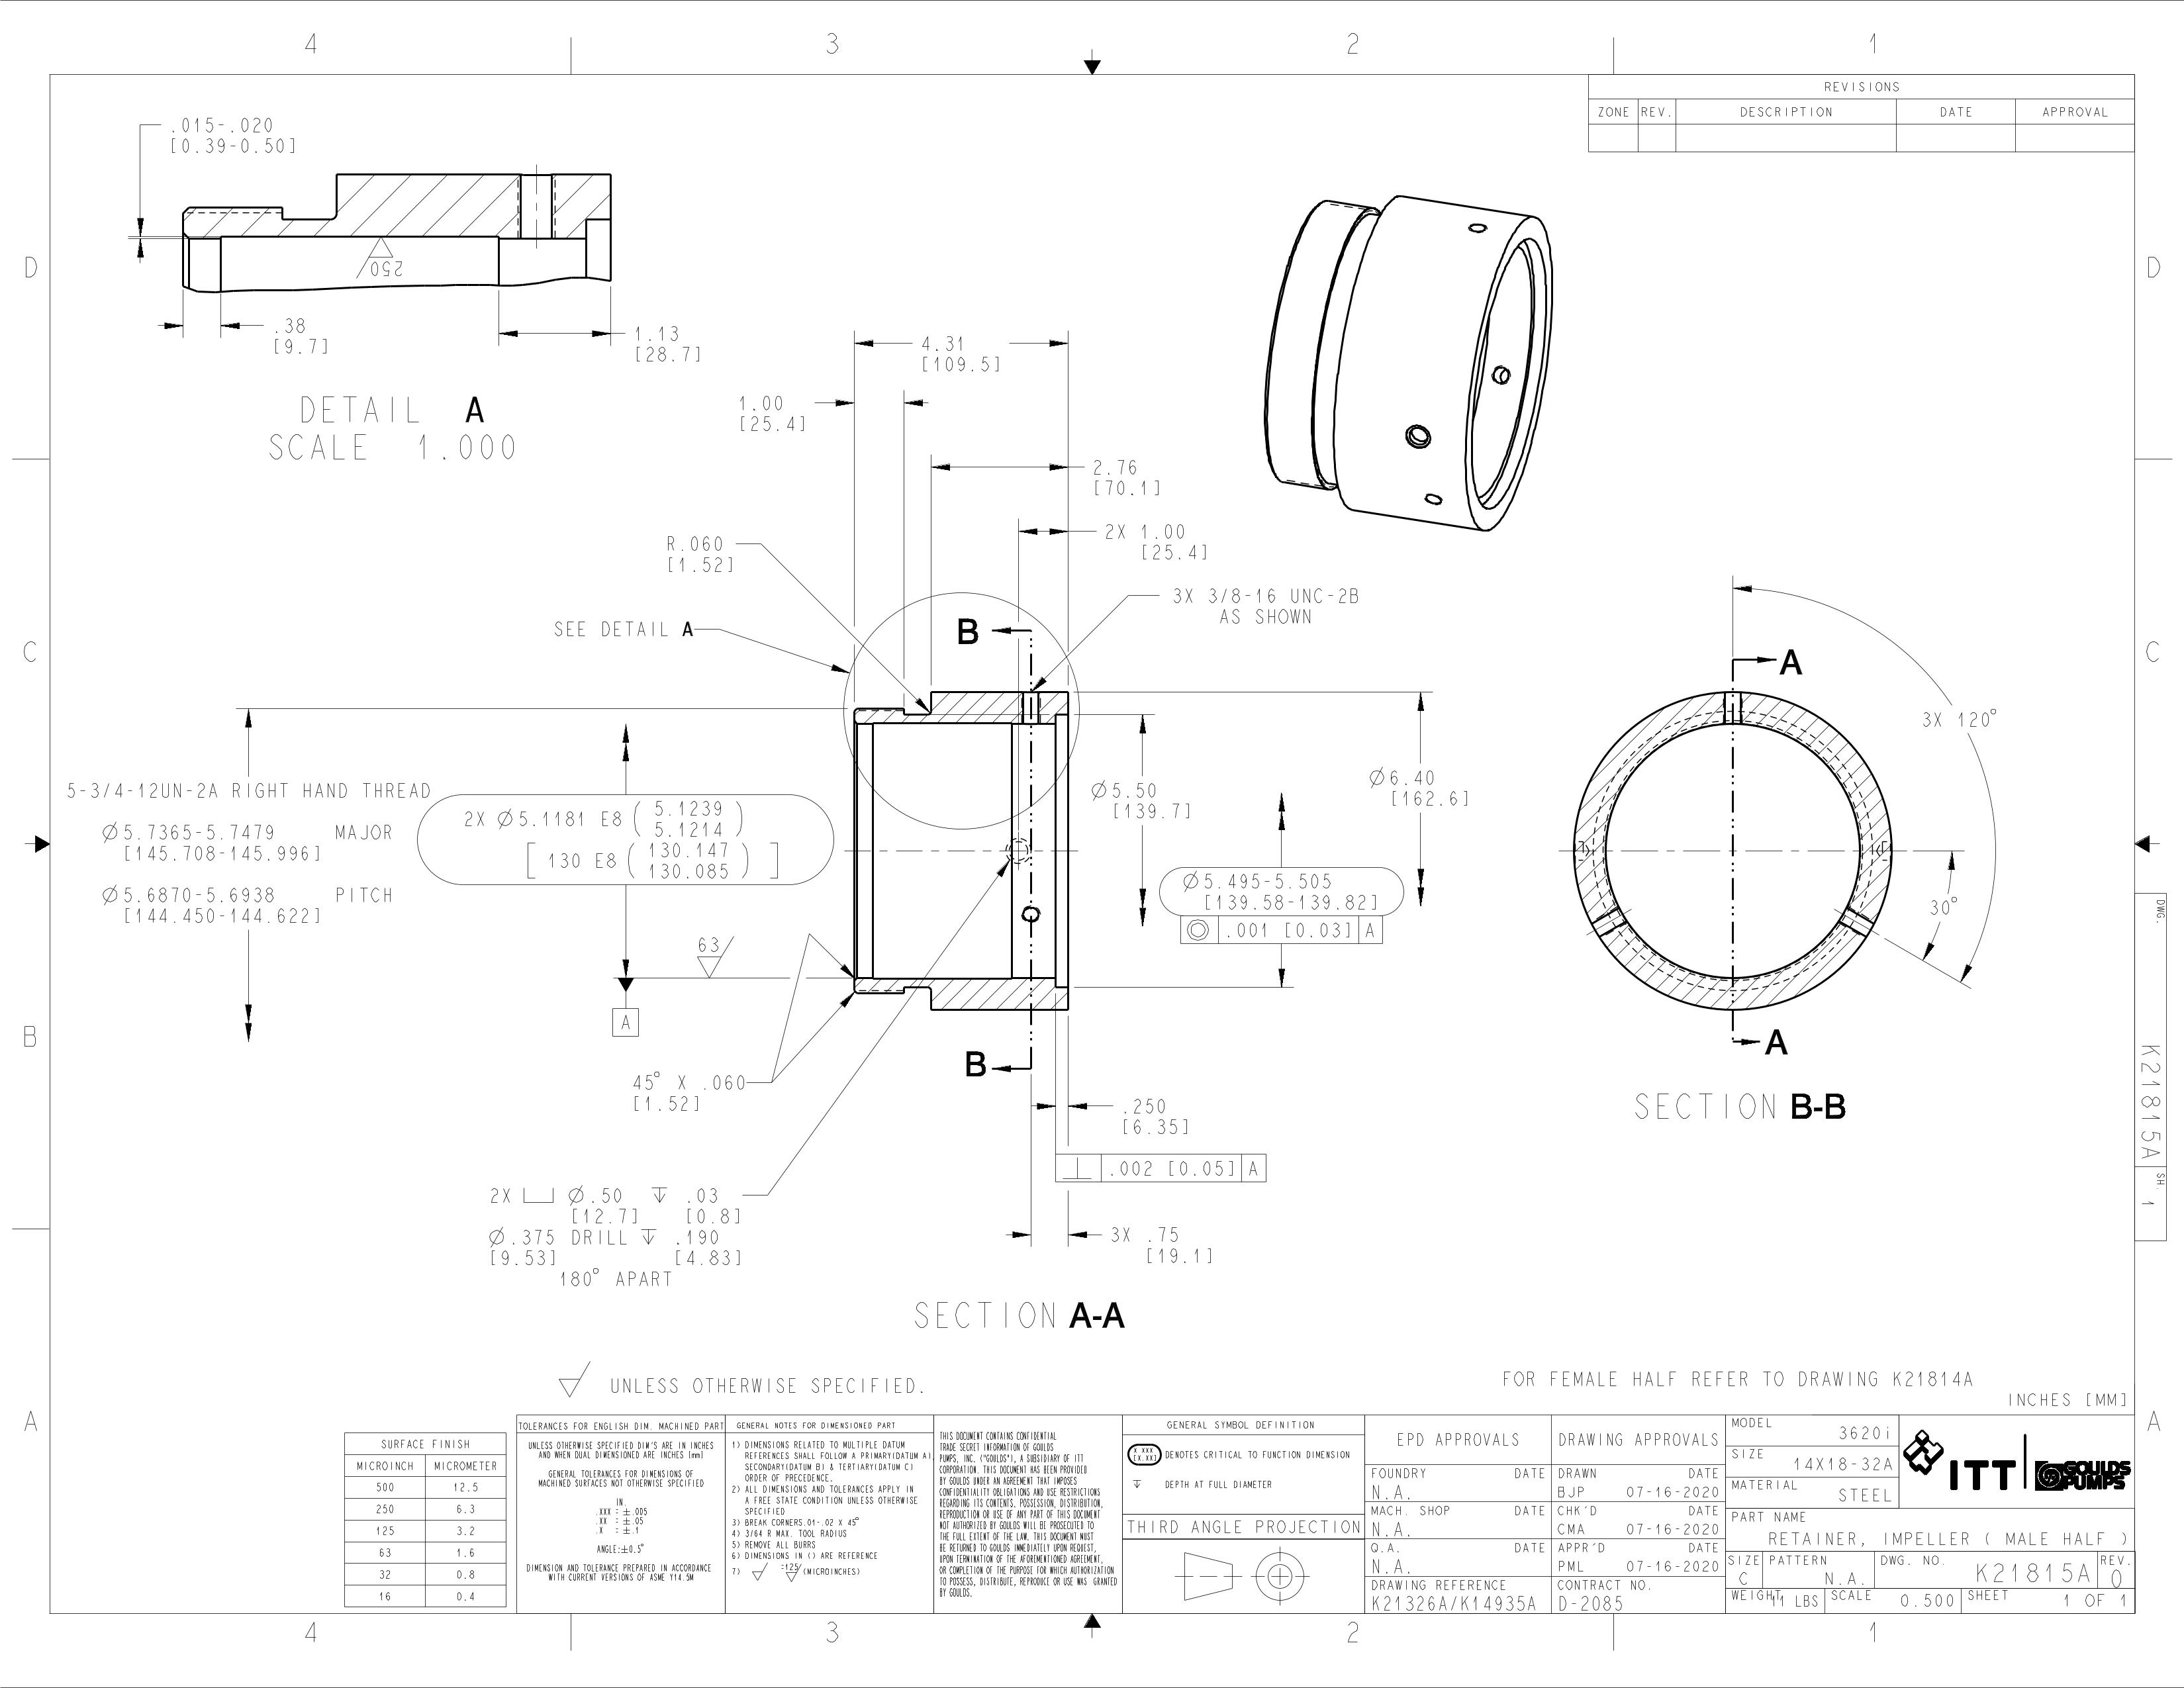 4 3 2 1
REVISIONS
ZONE REV. DESCRIPTION DATE APPROVAL
.015-.020
[0.39-0.50]
250
.38
[9.7]
1.13
[28.7]
DETAIL A
SCALE 1.000
D
D
4.31
[109.5]
1.00
[25.4]
2.76
[70.1]
2X 1.00
[25.4]
R.060
[1.52]
3X 3/8-16 UNC-2B
AS SHOWN
SEE DETAIL A
B
C
C
A
3X 120°
5-3/4-12UN-2A RIGHT HAND THREAD
Ø5.7365-5.7479 MAJOR
[145.708-145.996]
Ø5.6870-5.6938 PITCH
[144.450-144.622]
2X Ø5.1181 E8 ( 5.1239 )
5.1214
[ 130 E8 ( 130.147 ) ]
130.085
Ø5.50
[139.7]
Ø6.40
[162.6]
Ø5.495-5.505
[139.58-139.82]
.001 [0.03] A
30°
63
A
B
A
SECTION B-B
B
45° X .060
[1.52]
.250
[6.35]
⊥ .002 [0.05] A
2X ⌴ Ø.50 ↧ .03
[12.7] [0.8]
Ø.375 DRILL ↧ .190
[9.53] [4.83]
180° APART
3X .75
[19.1]
SECTION A-A
DWG.
K21815A
SH.
1
UNLESS OTHERWISE SPECIFIED.
FOR FEMALE HALF REFER TO DRAWING K21814A
INCHES [MM]
A
A
SURFACE FINISH
MICROINCH MICROMETER
500 12.5
250 6.3
125 3.2
63 1.6
32 0.8
16 0.4
TOLERANCES FOR ENGLISH DIM. MACHINED PART
UNLESS OTHERWISE SPECIFIED DIM'S ARE IN INCHES
AND WHEN DUAL DIMENSIONED ARE INCHES [mm]
GENERAL TOLERANCES FOR DIMENSIONS OF
MACHINED SURFACES NOT OTHERWISE SPECIFIED
IN.
.XXX = ±.005
.XX = ±.05
.X = ±.1
ANGLE:±0.5°
DIMENSION AND TOLERANCE PREPARED IN ACCORDANCE
WITH CURRENT VERSIONS OF ASME Y14.5M
GENERAL NOTES FOR DIMENSIONED PART
1) DIMENSIONS RELATED TO MULTIPLE DATUM
REFERENCES SHALL FOLLOW A PRIMARY(DATUM A)
SECONDARY(DATUM B) & TERTIARY(DATUM C)
ORDER OF PRECEDENCE.
2) ALL DIMENSIONS AND TOLERANCES APPLY IN
A FREE STATE CONDITION UNLESS OTHERWISE
SPECIFIED
3) BREAK CORNERS.01-.02 X 45°
4) 3/64 R MAX. TOOL RADIUS
5) REMOVE ALL BURRS
6) DIMENSIONS IN () ARE REFERENCE
7) =125 (MICROINCHES)
THIS DOCUMENT CONTAINS CONFIDENTIAL
TRADE SECRET INFORMATION OF GOULDS
PUMPS, INC. ("GOULDS"), A SUBSIDIARY OF ITT
CORPORATION. THIS DOCUMENT HAS BEEN PROVIDED
BY GOULDS UNDER AN AGREEMENT THAT IMPOSES
CONFIDENTIALITY OBLIGATIONS AND USE RESTRICTIONS
REGARDING ITS CONTENTS. POSSESSION, DISTRIBUTION,
REPRODUCTION OR USE OF ANY PART OF THIS DOCUMENT
NOT AUTHORIZED BY GOULDS WILL BE PROSECUTED TO
THE FULL EXTENT OF THE LAW. THIS DOCUMENT MUST
BE RETURNED TO GOULDS IMMEDIATELY UPON REQUEST,
UPON TERMINATION OF THE AFOREMENTIONED AGREEMENT,
OR COMPLETION OF THE PURPOSE FOR WHICH AUTHORIZATION
TO POSSESS, DISTRIBUTE, REPRODUCE OR USE WAS GRANTED
BY GOULDS.
GENERAL SYMBOL DEFINITION
X.XXX
[X.XX]
DENOTES CRITICAL TO FUNCTION DIMENSION
↧ DEPTH AT FULL DIAMETER
THIRD ANGLE PROJECTION
EPD APPROVALS
FOUNDRY DATE
N.A.
MACH. SHOP DATE
N.A.
Q.A. DATE
N.A.
DRAWING REFERENCE
K21326A/K14935A
DRAWING APPROVALS
DRAWN DATE
BJP 07-16-2020
CHK'D DATE
CMA 07-16-2020
APPR'D DATE
PML 07-16-2020
CONTRACT NO.
D-2085
MODEL
3620i
SIZE
14X18-32A
MATERIAL
STEEL
ITT GOULDS PUMPS
PART NAME
RETAINER, IMPELLER ( MALE HALF )
SIZE PATTERN DWG. NO. REV.
C N.A. K21815A 0
WEIGHT 11 LBS SCALE 0.500 SHEET 1 OF 1
4 3 2 1